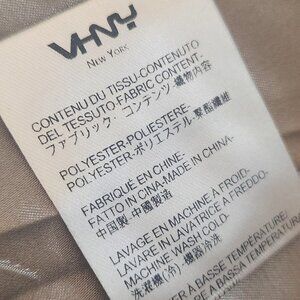 VHNY
NEW YORK
CONTENU DU TISSU-CONTENUTO
DEL TESSUTO-FABRIC CONTENT-
ファブリック・コンテンツ-織物内容
POLYESTER-POLIESTERE-
POLYESTER-ポリエステル-聚酯纖維
FABRIQUE EN CHINE-
FATTO IN CINA-MADE IN CHINA-
中国製-中國製造
LAVAGE EN MACHINE A FROID-
LAVARE IN LAVATRICE A FREDDO-
MACHINE WASH COLD-
洗濯機(冷)-機器冷洗
A BASSE TEMPÉRATURE/
A BASSA TEMPERATURA